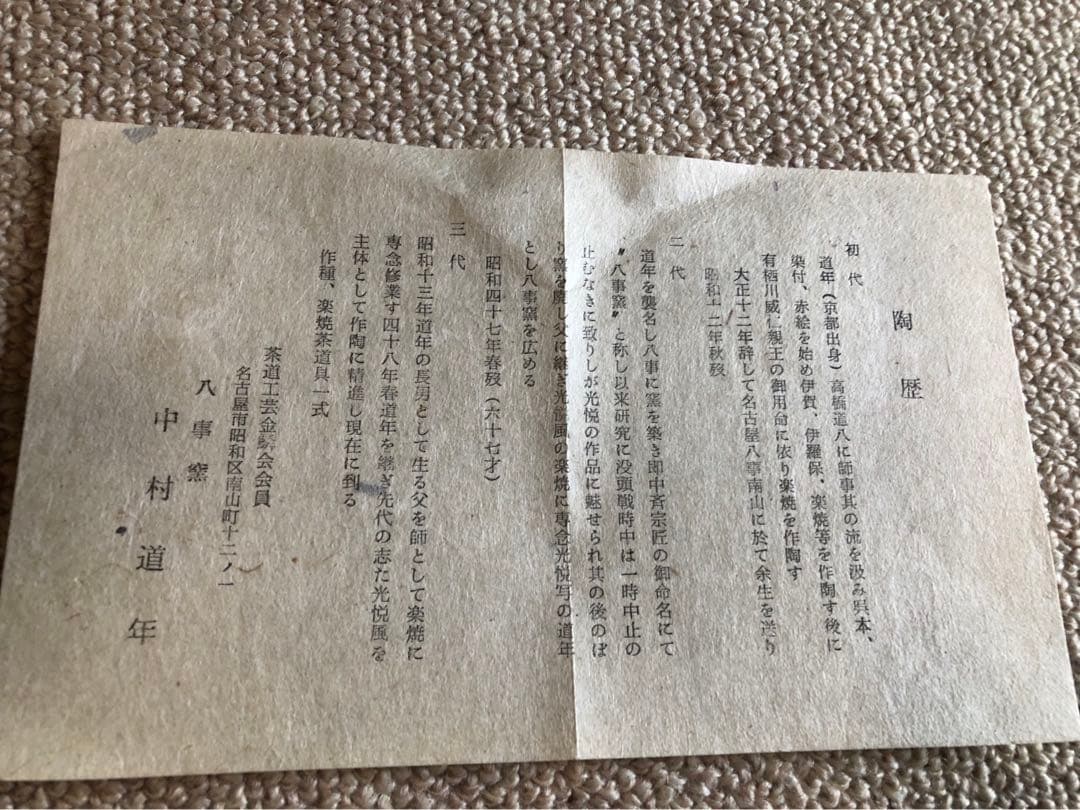 陶歴
初代
道年（京都出身）高橋道八に師事其の流を汲み呉本、
染付、赤絵を始め伊賀、伊羅保、楽焼等を作陶す後に
有栖川威仁親王の御用命に依り楽焼を作陶す
大正十二年辞して名古屋八事南山に於て余生を送り
昭和十二年秋歿
二代
道年を襲名し八事に窯を築き即中斉宗匠の御命名にて
〝八事窯〟と称し以来研究に没頭戦時中は一時中止の
止むなきに致りしが光悦の作品に魅せられ其の後のぼ
り窯を廃し父に継ぎ光悦風の楽焼に専念光悦写の道年
とし八事窯を広める
昭和四十七年春歿（六十七才）
三代
昭和十三年道年の長男として生る父を師として楽焼に
専念修業す四十八年春道年を継ぎ先代の志た光悦風を
主体として作陶に精進し現在に到る
作種、楽焼茶道具一式
茶道工芸金会会員
名古屋市昭和区南山町十二ノ一
八事窯
中村道年